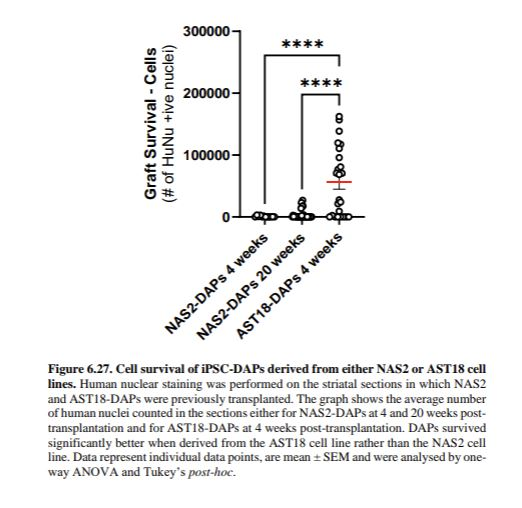 300000
****
****
200000
100000
0
Graft Survival - Cells
(# of HuNu +ive nuclei)
NAS2-DAPs 4 weeks
NAS2-DAPs 20 weeks
AST18-DAPs 4 weeks
Figure 6.27. Cell survival of iPSC-DAPs derived from either NAS2 or AST18 cell
lines. Human nuclear staining was performed on the striatal sections in which NAS2
and AST18-DAPs were previously transplanted. The graph shows the average number
of human nuclei counted in the sections either for NAS2-DAPs at 4 and 20 weeks post-
transplantation and for AST18-DAPs at 4 weeks post-transplantation. DAPs survived
significantly better when derived from the AST18 cell line rather than the NAS2 cell
line. Data represent individual data points, are mean ± SEM and were analysed by one-
way ANOVA and Tukey's post-hoc.